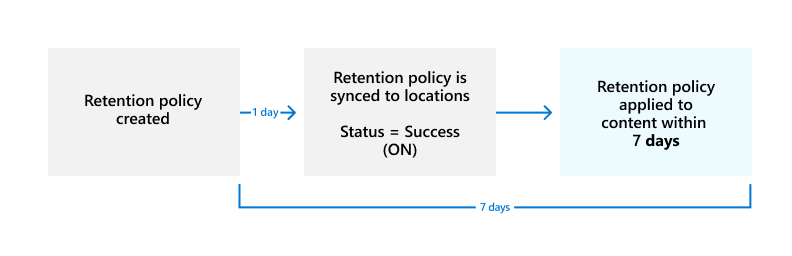 Retention policy
created
1 day
Retention policy is
synced to locations
Status = Success
(ON)
Retention policy
applied to
content within
7 days
7 days